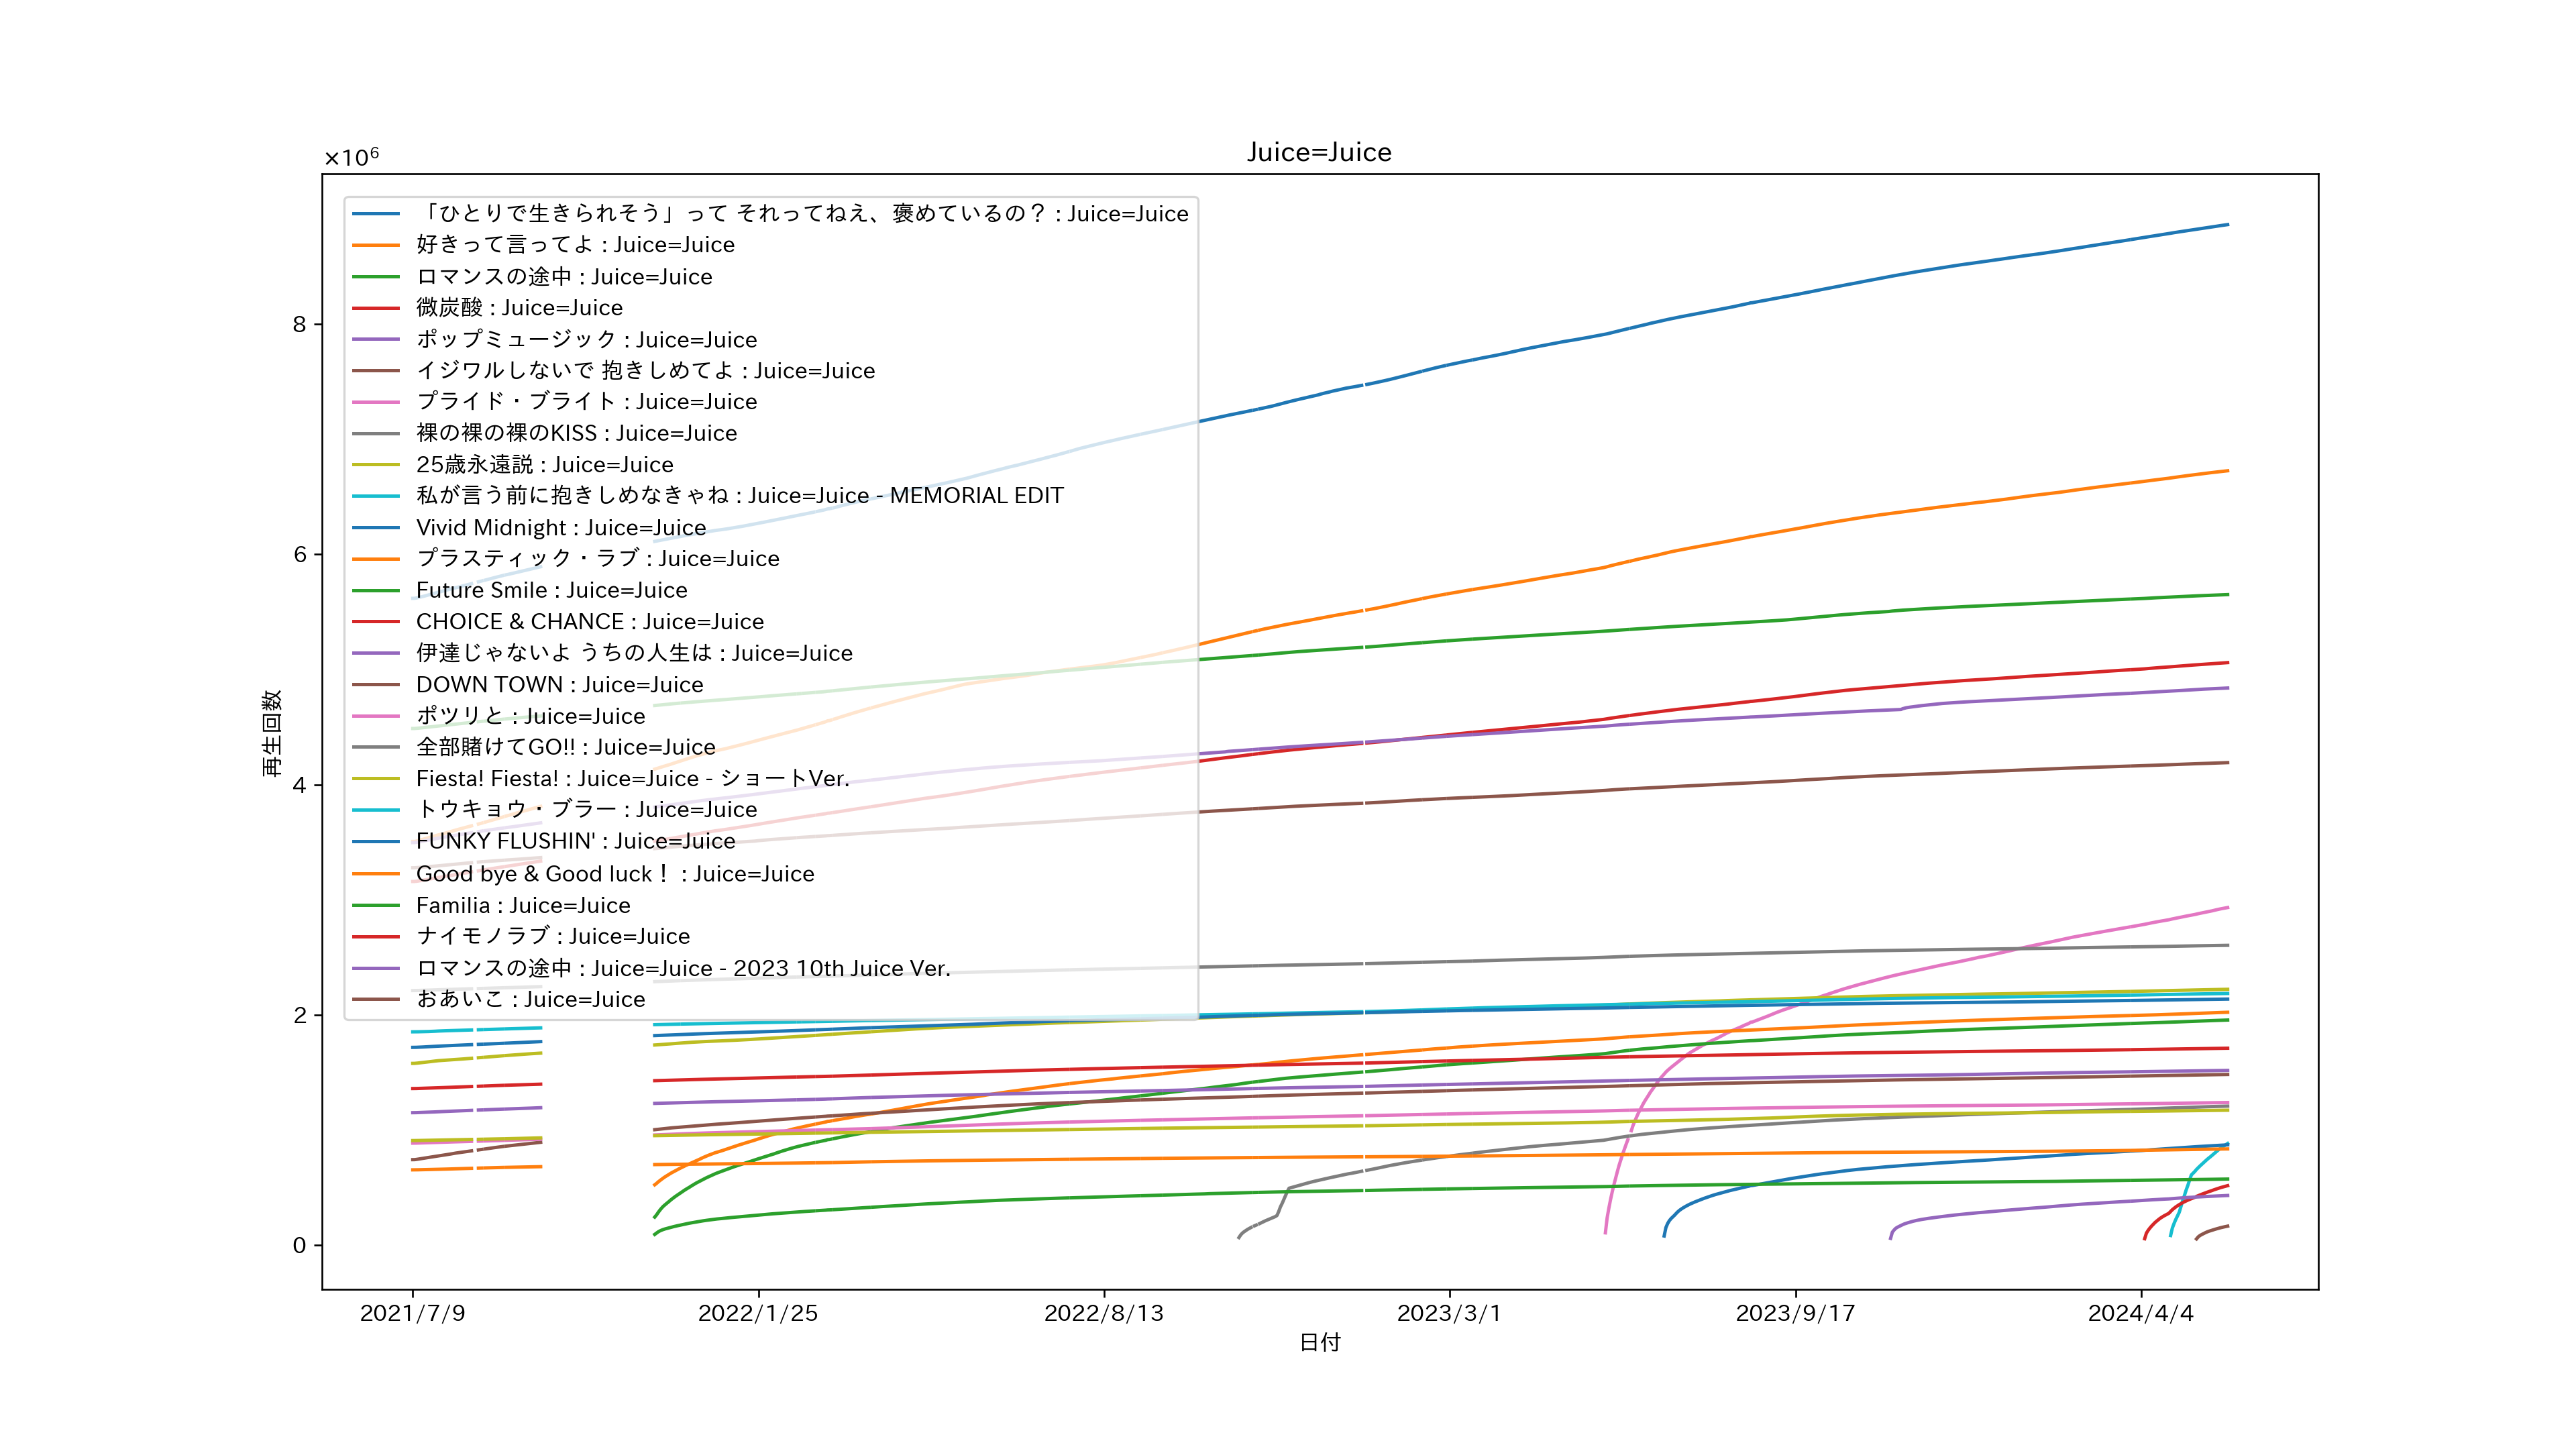 Juice=Juice
×10⁶
「ひとりで生きられそう」って それってねえ、褒めているの？ : Juice=Juice
好きって言ってよ : Juice=Juice
ロマンスの途中 : Juice=Juice
微炭酸 : Juice=Juice
ポップミュージック : Juice=Juice
イジワルしないで 抱きしめてよ : Juice=Juice
プライド・ブライト : Juice=Juice
裸の裸の裸のKISS : Juice=Juice
25歳永遠説 : Juice=Juice
私が言う前に抱きしめなきゃね : Juice=Juice - MEMORIAL EDIT
Vivid Midnight : Juice=Juice
プラスティック・ラブ : Juice=Juice
Future Smile : Juice=Juice
CHOICE & CHANCE : Juice=Juice
伊達じゃないよ うちの人生は : Juice=Juice
DOWN TOWN : Juice=Juice
ポツリと : Juice=Juice
全部賭けてGO!! : Juice=Juice
Fiesta! Fiesta! : Juice=Juice - ショートVer.
トウキョウ・ブラー : Juice=Juice
FUNKY FLUSHIN' : Juice=Juice
Good bye & Good luck！ : Juice=Juice
Familia : Juice=Juice
ナイモノラブ : Juice=Juice
ロマンスの途中 : Juice=Juice - 2023 10th Juice Ver.
おあいこ : Juice=Juice
8
6
4
2
0
再生回数
2021/7/9
2022/1/25
2022/8/13
2023/3/1
2023/9/17
2024/4/4
日付